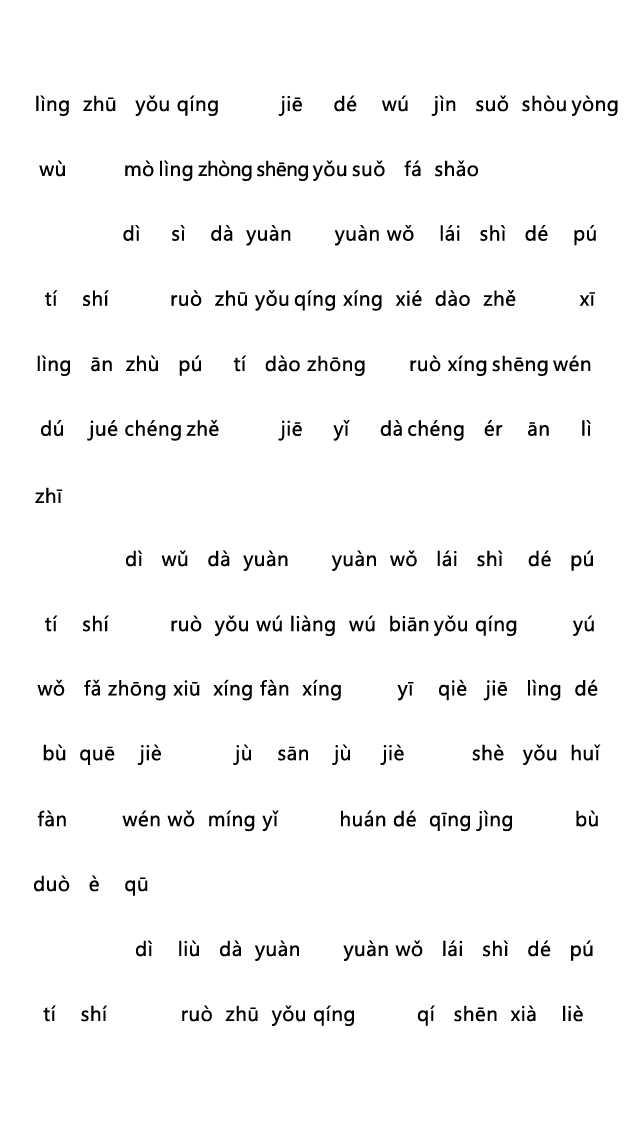 lìng zhū yǒu qíng jiē dé wú jìn suǒ shòu yòng
wù mò lìng zhòng shēng yǒu suǒ fá shǎo
dì sì dà yuàn yuàn wǒ lái shì dé pú
tí shí ruò zhū yǒu qíng xíng xié dào zhě xī
lìng ān zhù pú tí dào zhōng ruò xíng shēng wén
dú jué chéng zhě jiē yǐ dà chéng ér ān lì
zhī
dì wǔ dà yuàn yuàn wǒ lái shì dé pú
tí shí ruò yǒu wú liàng wú biān yǒu qíng yú
wǒ fǎ zhōng xiū xíng fàn xíng yī qiè jiē lìng dé
bù quē jiè jù sān jù jiè shè yǒu huǐ
fàn wén wǒ míng yǐ huán dé qīng jìng bù
duò è qū
dì liù dà yuàn yuàn wǒ lái shì dé pú
tí shí ruò zhū yǒu qíng qí shēn xià liè